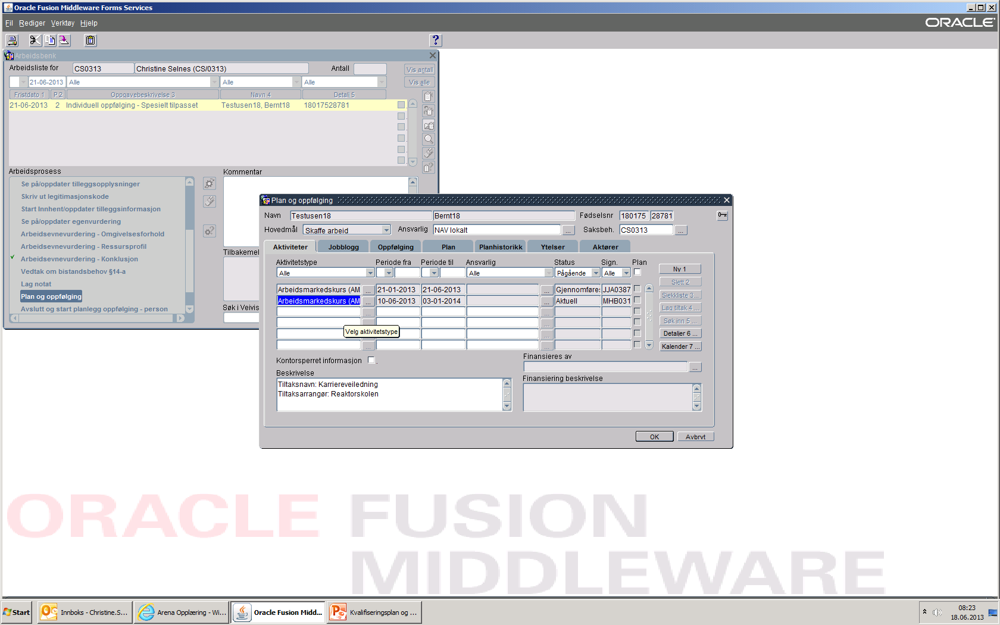 Oracle Fusion Middleware Forms Services
Fil Rediger Verktøy Hjelp
ORACLE
Arbeidsbenk
Arbeidsliste for CS0313 Christine Selnes (CS/0313) Antall Vis antall
21-06-2013 Alle Alle Alle Vis alle
Fristdato 1 P 2 Oppgavebeskrivelse 3 Navn 4 Detalj 5
21-06-2013 2 Individuell oppfølging - Spesielt tilpasset Testusen18, Bernt18 18017528781
Arbeidsprosess
Se på/oppdater tilleggsopplysninger
Skriv ut legitimasjonskode
Start Innhent/oppdater tilleggsinformasjon
Se på/oppdater egenvurdering
Arbeidsevnevurdering - Omgivelsesforhold
Arbeidsevnevurdering - Ressursprofil
Arbeidsevnevurdering - Konklusjon
Vedtak om bistandsbehov §14-a
Lag notat
Plan og oppfølging
Avslutt og start planlegg oppfølging - person
Kommentar
Tilbakemel
Søk i Veivis
Plan og oppfølging
Navn Testusen18 Bernt18 Fødselsnr 180175 28781
Hovedmål Skaffe arbeid Ansvarlig NAV lokalt ... Saksbeh. CS0313 ...
Aktiviteter Jobblogg Oppfølging Plan Planhistorikk Ytelser Aktører
Aktivitetstype Periode fra Periode til Ansvarlig Status Sign. Plan
Alle Alle Pågående Alle
Arbeidsmarkedskurs (AM ... 21-01-2013 21-06-2013 ... Gjennomføres JJA0387
Arbeidsmarkedskurs (AM ... 10-06-2013 03-01-2014 ... Aktuell MHB031
Velg aktivitetstype
Ny 1
Slett 2
Sjekkliste 3...
Lag tiltak 4 ...
Søk inn 5 ...
Detaljer 6 ...
Kalender 7 ...
Kontorsperret informasjon .
Beskrivelse
Tiltaksnavn: Karriereveiledning
Tiltaksarrangør: Reaktorskolen
Finansieres av
...
Finansiering beskrivelse
OK Avbryt
ORACLE FUSION
MIDDLEWARE
Start Innboks - Christine.S... Arena Opplæring - Wi... Oracle Fusion Midd... Kvalifiseringsplan og ...
08:23
18.06.2013